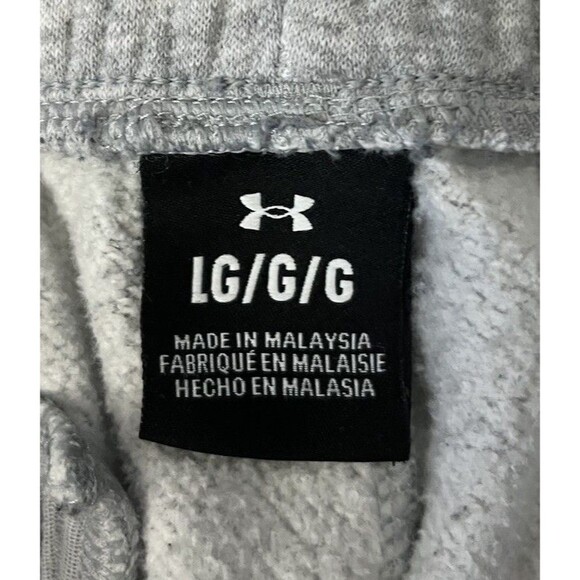 LG/G/G
MADE IN MALAYSIA
FABRIQUÉ EN MALAISIE
HECHO EN MALASIA